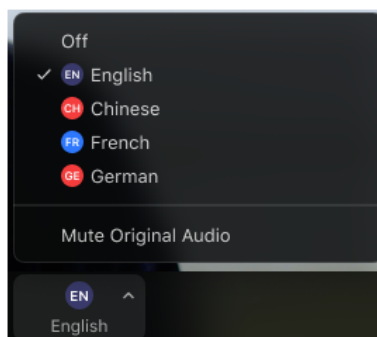 Off
EN English
CH Chinese
FR French
GE German
Mute Original Audio
EN
English